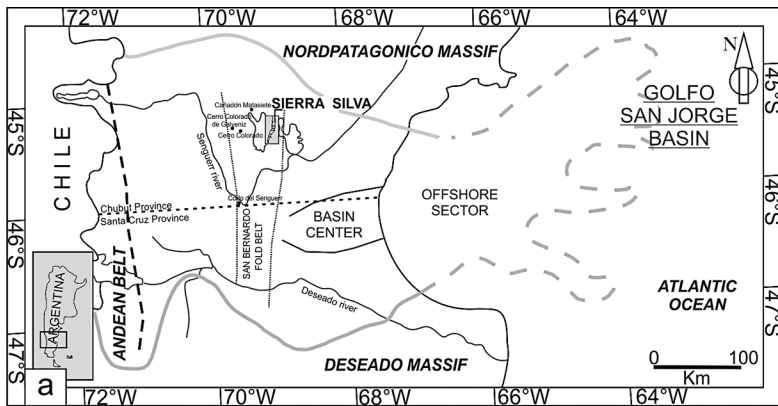 72°W
70°W
68°W
66°W
64°W
NORDPATAGONICO MASSIF
N
45°S
45°S
GOLFO
SAN JORGE
BASIN
Cañadón Matasiete
SIERRA SILVA
Cerro Colorado
de Galveniz
Cerro Colorado
CHILE
Senguerr river
Codo del Senguerr
Chubut Province
Santa Cruz Province
OFFSHORE
SECTOR
46°S
46°S
BASIN
CENTER
SAN BERNARDO
FOLD BELT
ANDEAN BELT
ARGENTINA
Deseado river
ATLANTIC
OCEAN
47°S
47°S
DESEADO MASSIF
0 100
Km
a
72°W
70°W
68°W
66°W
64°W